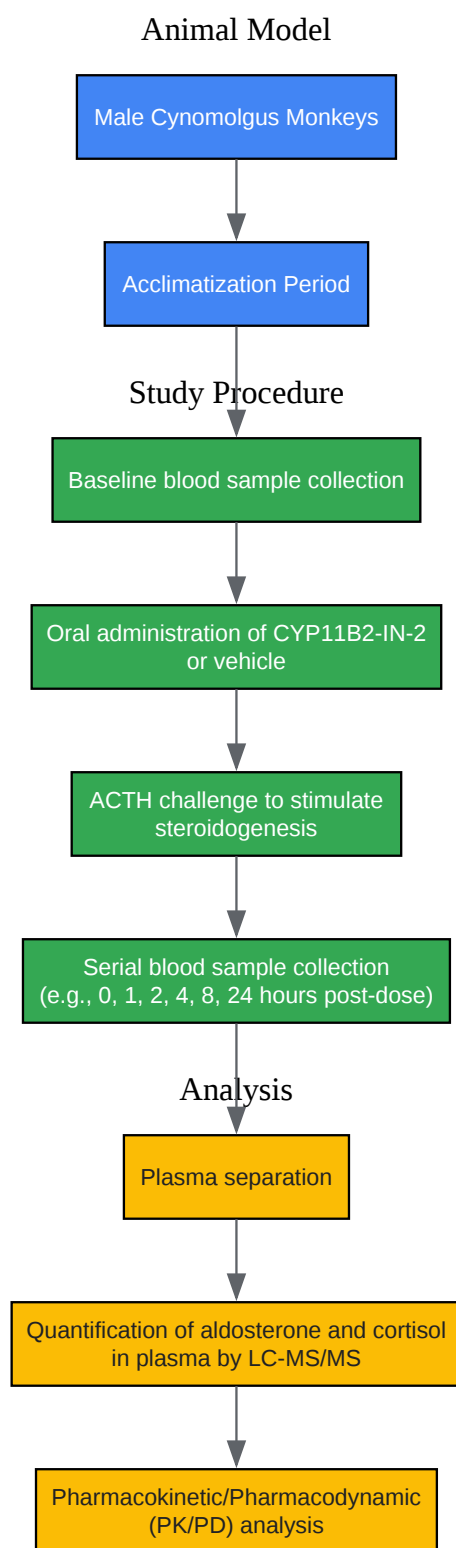 Animal Model
Male Cynomolgus Monkeys
Acclimatization Period
Study Procedure
Baseline blood sample collection
Oral administration of CYP11B2-IN-2
or vehicle
ACTH challenge to stimulate
steroidogenesis
Serial blood sample collection
(e.g., 0, 1, 2, 4, 8, 24 hours post-dose)
Analysis
Plasma separation
Quantification of aldosterone and cortisol
in plasma by LC-MS/MS
Pharmacokinetic/Pharmacodynamic
(PK/PD) analysis